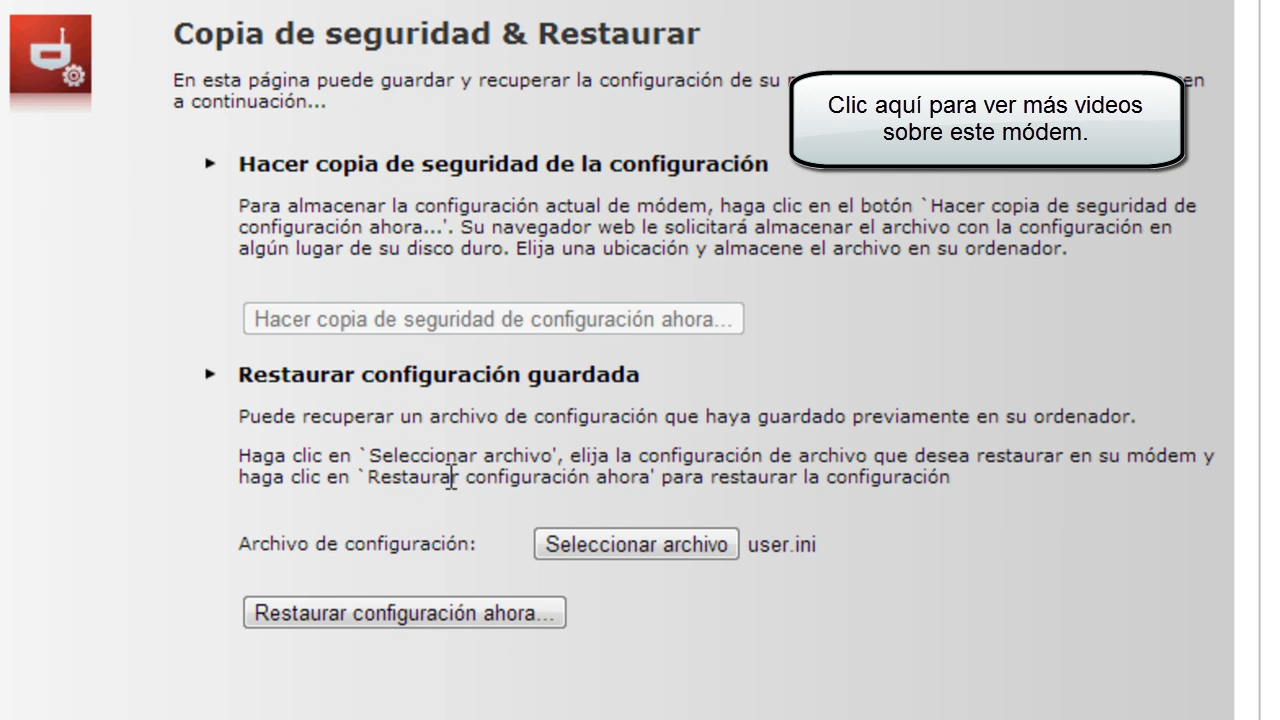 Copia de seguridad & Restaurar
En esta página puede guardar y recuperar la configuración de su
a continuación...
Clic aquí para ver más videos
sobre este módem.
Hacer copia de seguridad de la configuración
Para almacenar la configuración actual de módem, haga clic en el botón `Hacer copia de seguridad de
configuración ahora...'. Su navegador web le solicitará almacenar el archivo con la configuración en
algún lugar de su disco duro. Elija una ubicación y almacene el archivo en su ordenador.
Hacer copia de seguridad de configuración ahora...
Restaurar configuración guardada
Puede recuperar un archivo de configuración que haya guardado previamente en su ordenador.
Haga clic en `Seleccionar archivo', elija la configuración de archivo que desea restaurar en su módem y
haga clic en `Restaurar configuración ahora' para restaurar la configuración
Archivo de configuración: Seleccionar archivo user.ini
Restaurar configuración ahora...